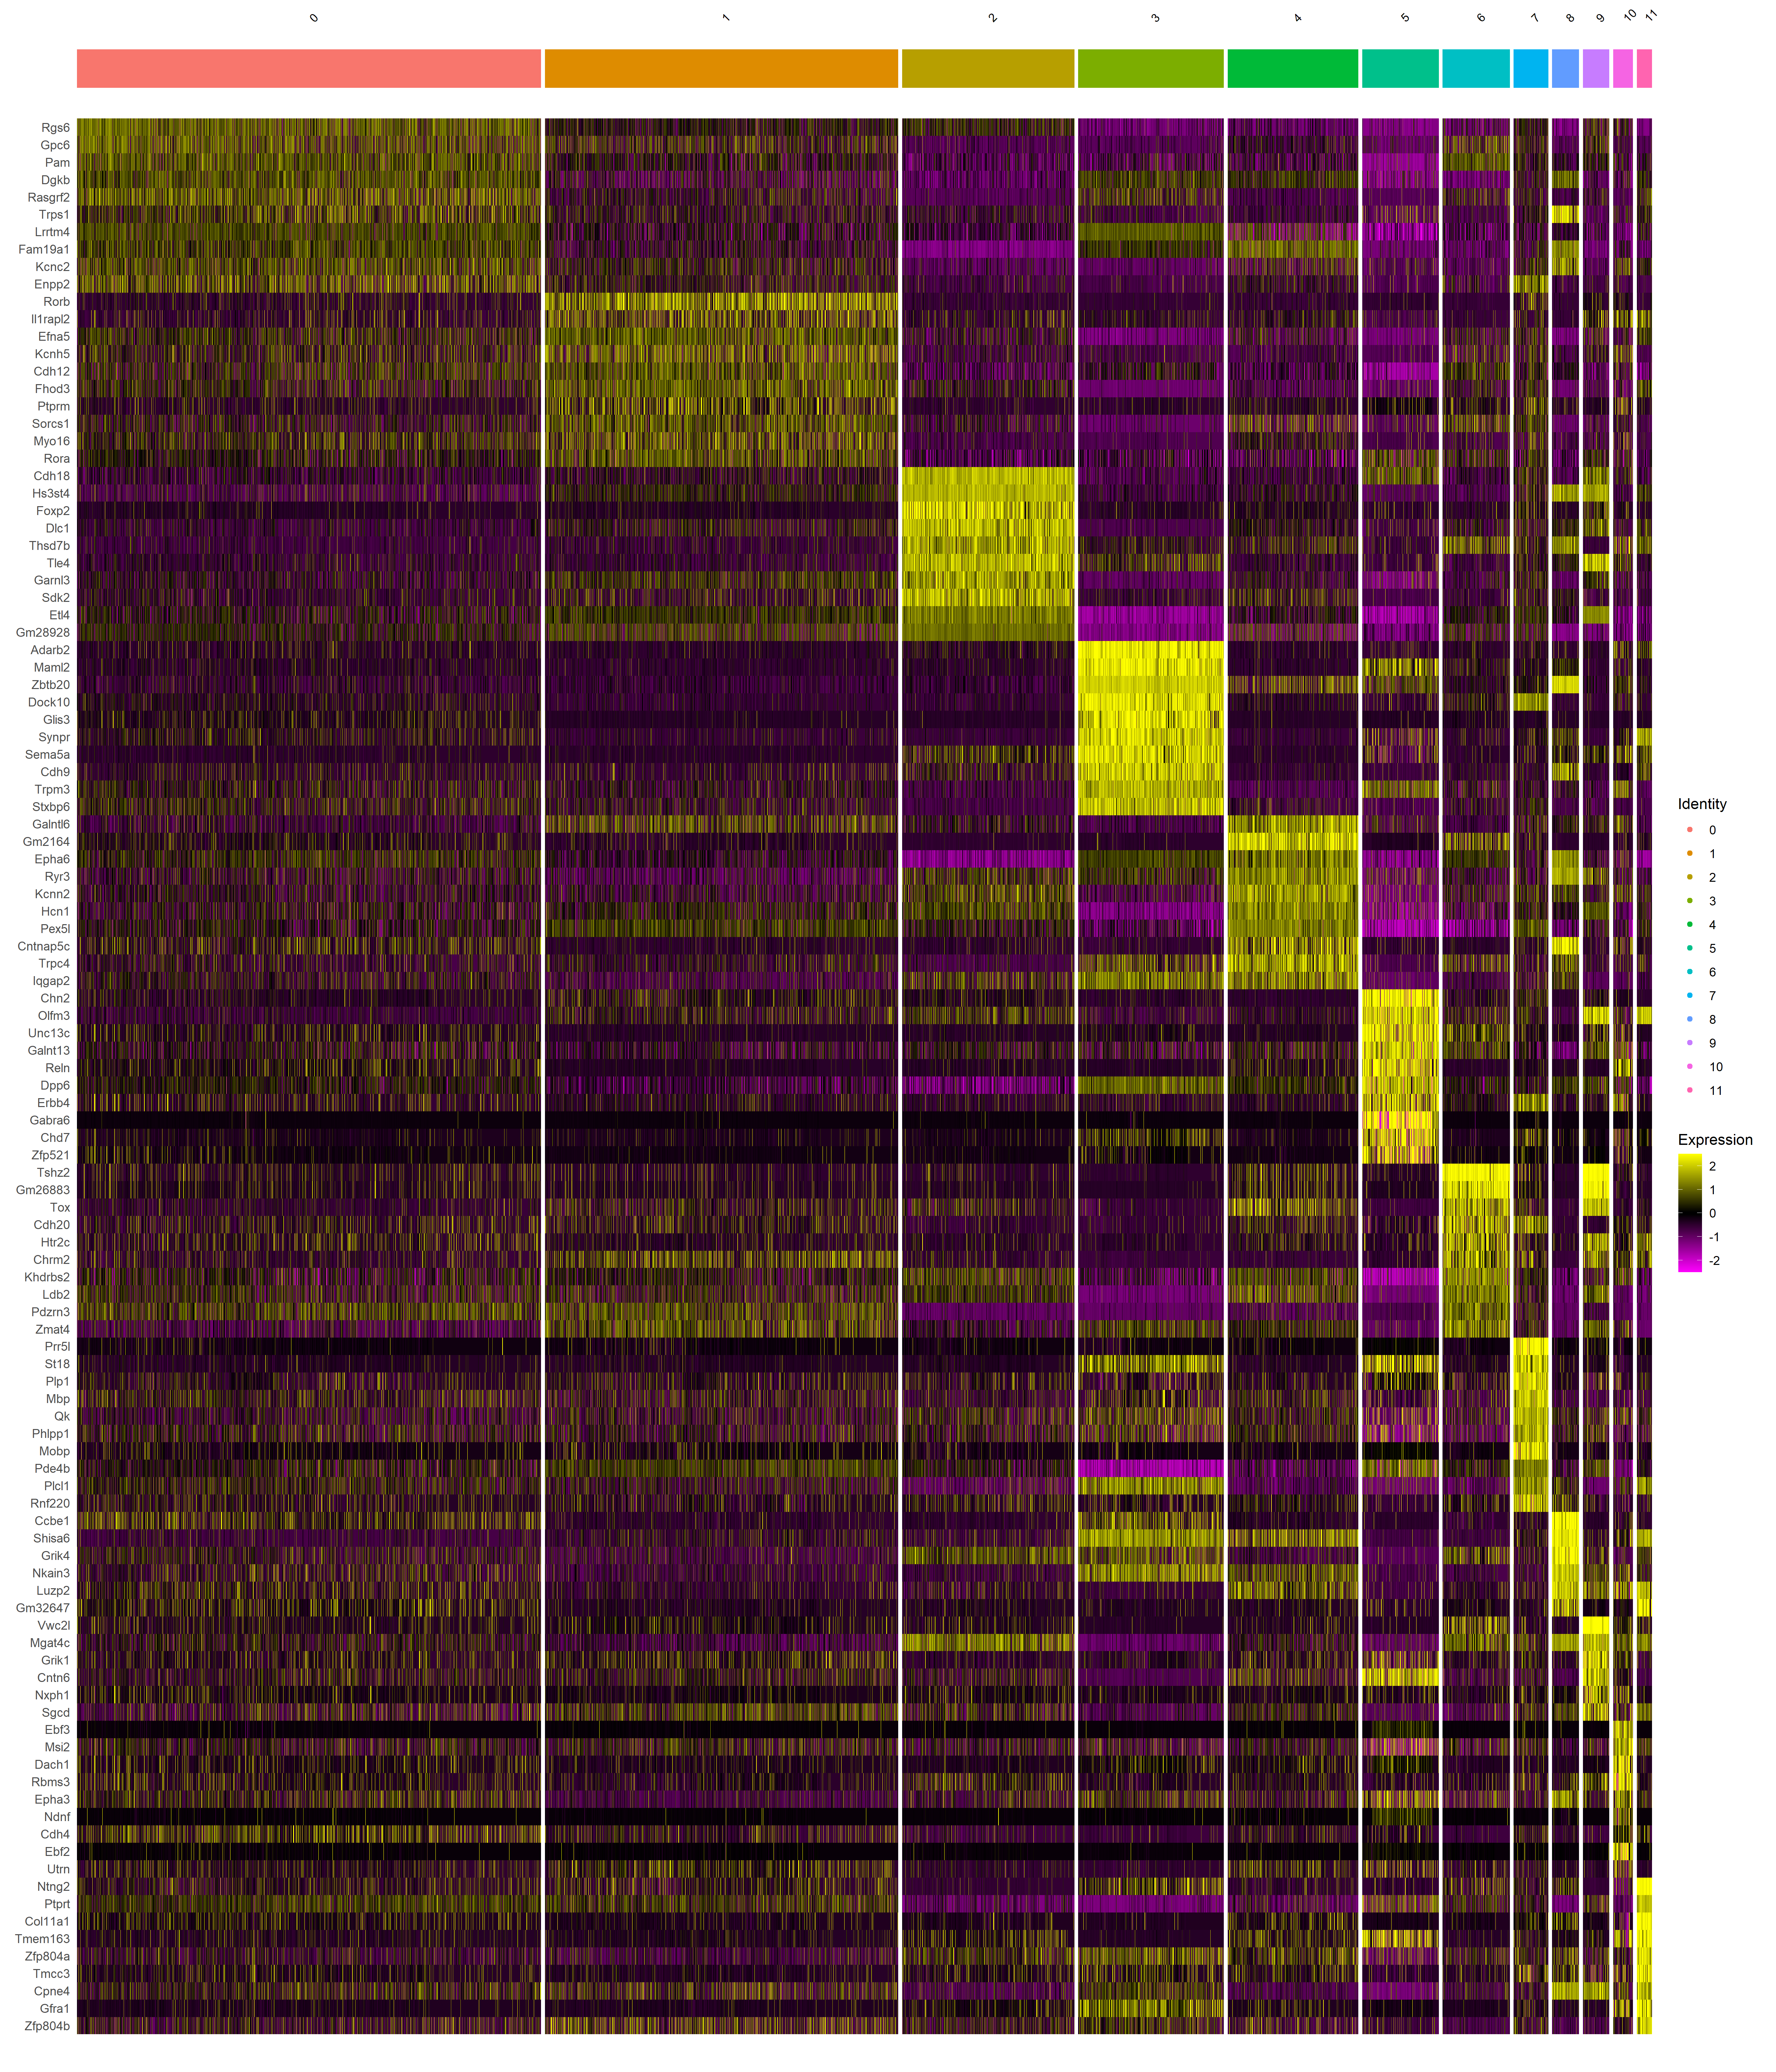 0 1 2 3 4 5 6 7 8 9 10 11
Rgs6
Gpc6
Pam
Dgkb
Rasgrf2
Trps1
Lrrtm4
Fam19a1
Kcnc2
Enpp2
Rorb
Il1rapl2
Efna5
Kcnh5
Cdh12
Fhod3
Ptprm
Sorcs1
Myo16
Rora
Cdh18
Hs3st4
Foxp2
Dlc1
Thsd7b
Tle4
Garnl3
Sdk2
Etl4
Gm28928
Adarb2
Maml2
Zbtb20
Dock10
Glis3
Synpr
Sema5a
Cdh9
Trpm3
Stxbp6
Galntl6
Gm2164
Epha6
Ryr3
Kcnn2
Hcn1
Pex5l
Cntnap5c
Trpc4
Iqgap2
Chn2
Olfm3
Unc13c
Galnt13
Reln
Dpp6
Erbb4
Gabra6
Chd7
Zfp521
Tshz2
Gm26883
Tox
Cdh20
Htr2c
Chrm2
Khdrbs2
Ldb2
Pdzrn3
Zmat4
Prr5l
St18
Plp1
Mbp
Qk
Phlpp1
Mobp
Pde4b
Plcl1
Rnf220
Ccbe1
Shisa6
Grik4
Nkain3
Luzp2
Gm32647
Vwc2l
Mgat4c
Grik1
Cntn6
Nxph1
Sgcd
Ebf3
Msi2
Dach1
Rbms3
Epha3
Ndnf
Cdh4
Ebf2
Utrn
Ntng2
Ptprt
Col11a1
Tmem163
Zfp804a
Tmcc3
Cpne4
Gfra1
Zfp804b
Identity
0
1
2
3
4
5
6
7
8
9
10
11
Expression
2
1
0
-1
-2